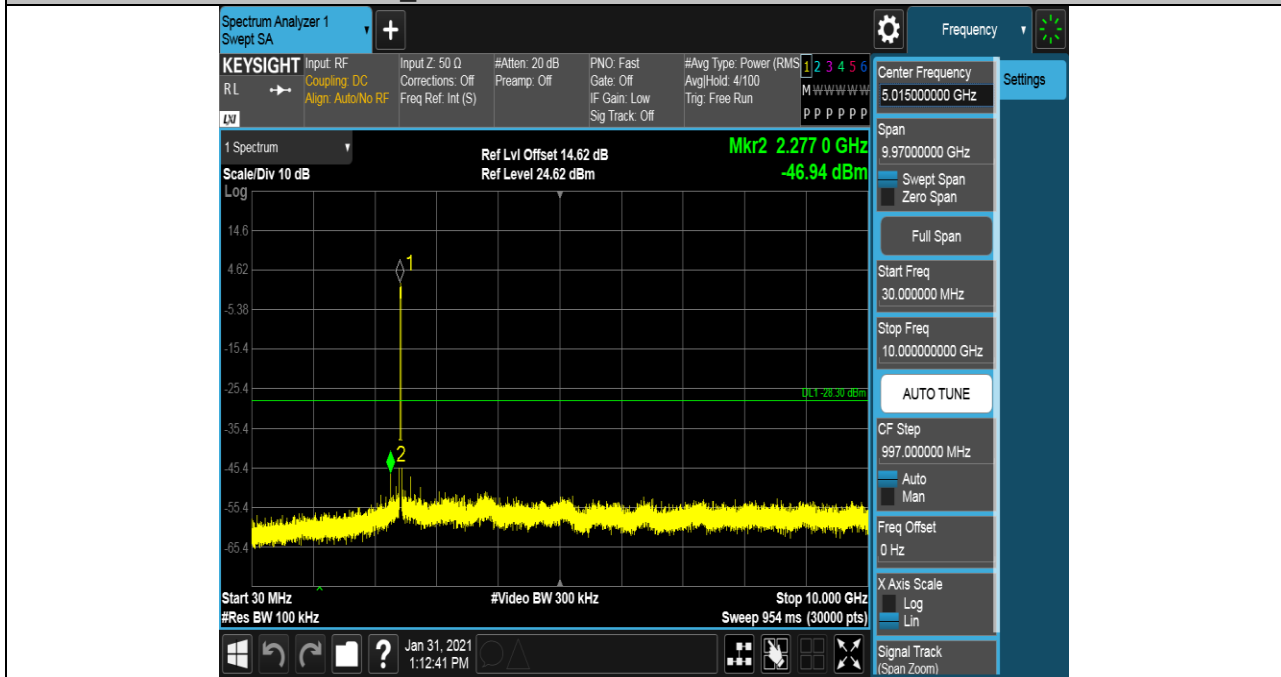 Spectrum Analyzer 1
Swept SA
Frequency
KEYSIGHT
RL
LXI
Input: RF
Coupling: DC
Align: Auto/No RF
Input Z: 50 Ω
Corrections: Off
Freq Ref: Int (S)
#Atten: 20 dB
Preamp: Off
PNO: Fast
Gate: Off
IF Gain: Low
Sig Track: Off
#Avg Type: Power (RMS
Avg|Hold: 4/100
Trig: Free Run
1 2 3 4 5 6
M W W W W W
P P P P P P
1 Spectrum
Scale/Div 10 dB
Ref Lvl Offset 14.62 dB
Ref Level 24.62 dBm
Mkr2 2.277 0 GHz
-46.94 dBm
Log
14.6
4.62
-5.38
-15.4
-25.4
-35.4
-45.4
-55.4
-65.4
1
2
DL1 -28.30 dBm
Start 30 MHz
#Res BW 100 kHz
#Video BW 300 kHz
Stop 10.000 GHz
Sweep 954 ms (30000 pts)
Jan 31, 2021
1:12:41 PM
?
Center Frequency
5.015000000 GHz
Span
9.97000000 GHz
Swept Span
Zero Span
Full Span
Start Freq
30.000000 MHz
Stop Freq
10.000000000 GHz
AUTO TUNE
CF Step
997.000000 MHz
Auto
Man
Freq Offset
0 Hz
X Axis Scale
Log
Lin
Signal Track
(Span Zoom)
Settings